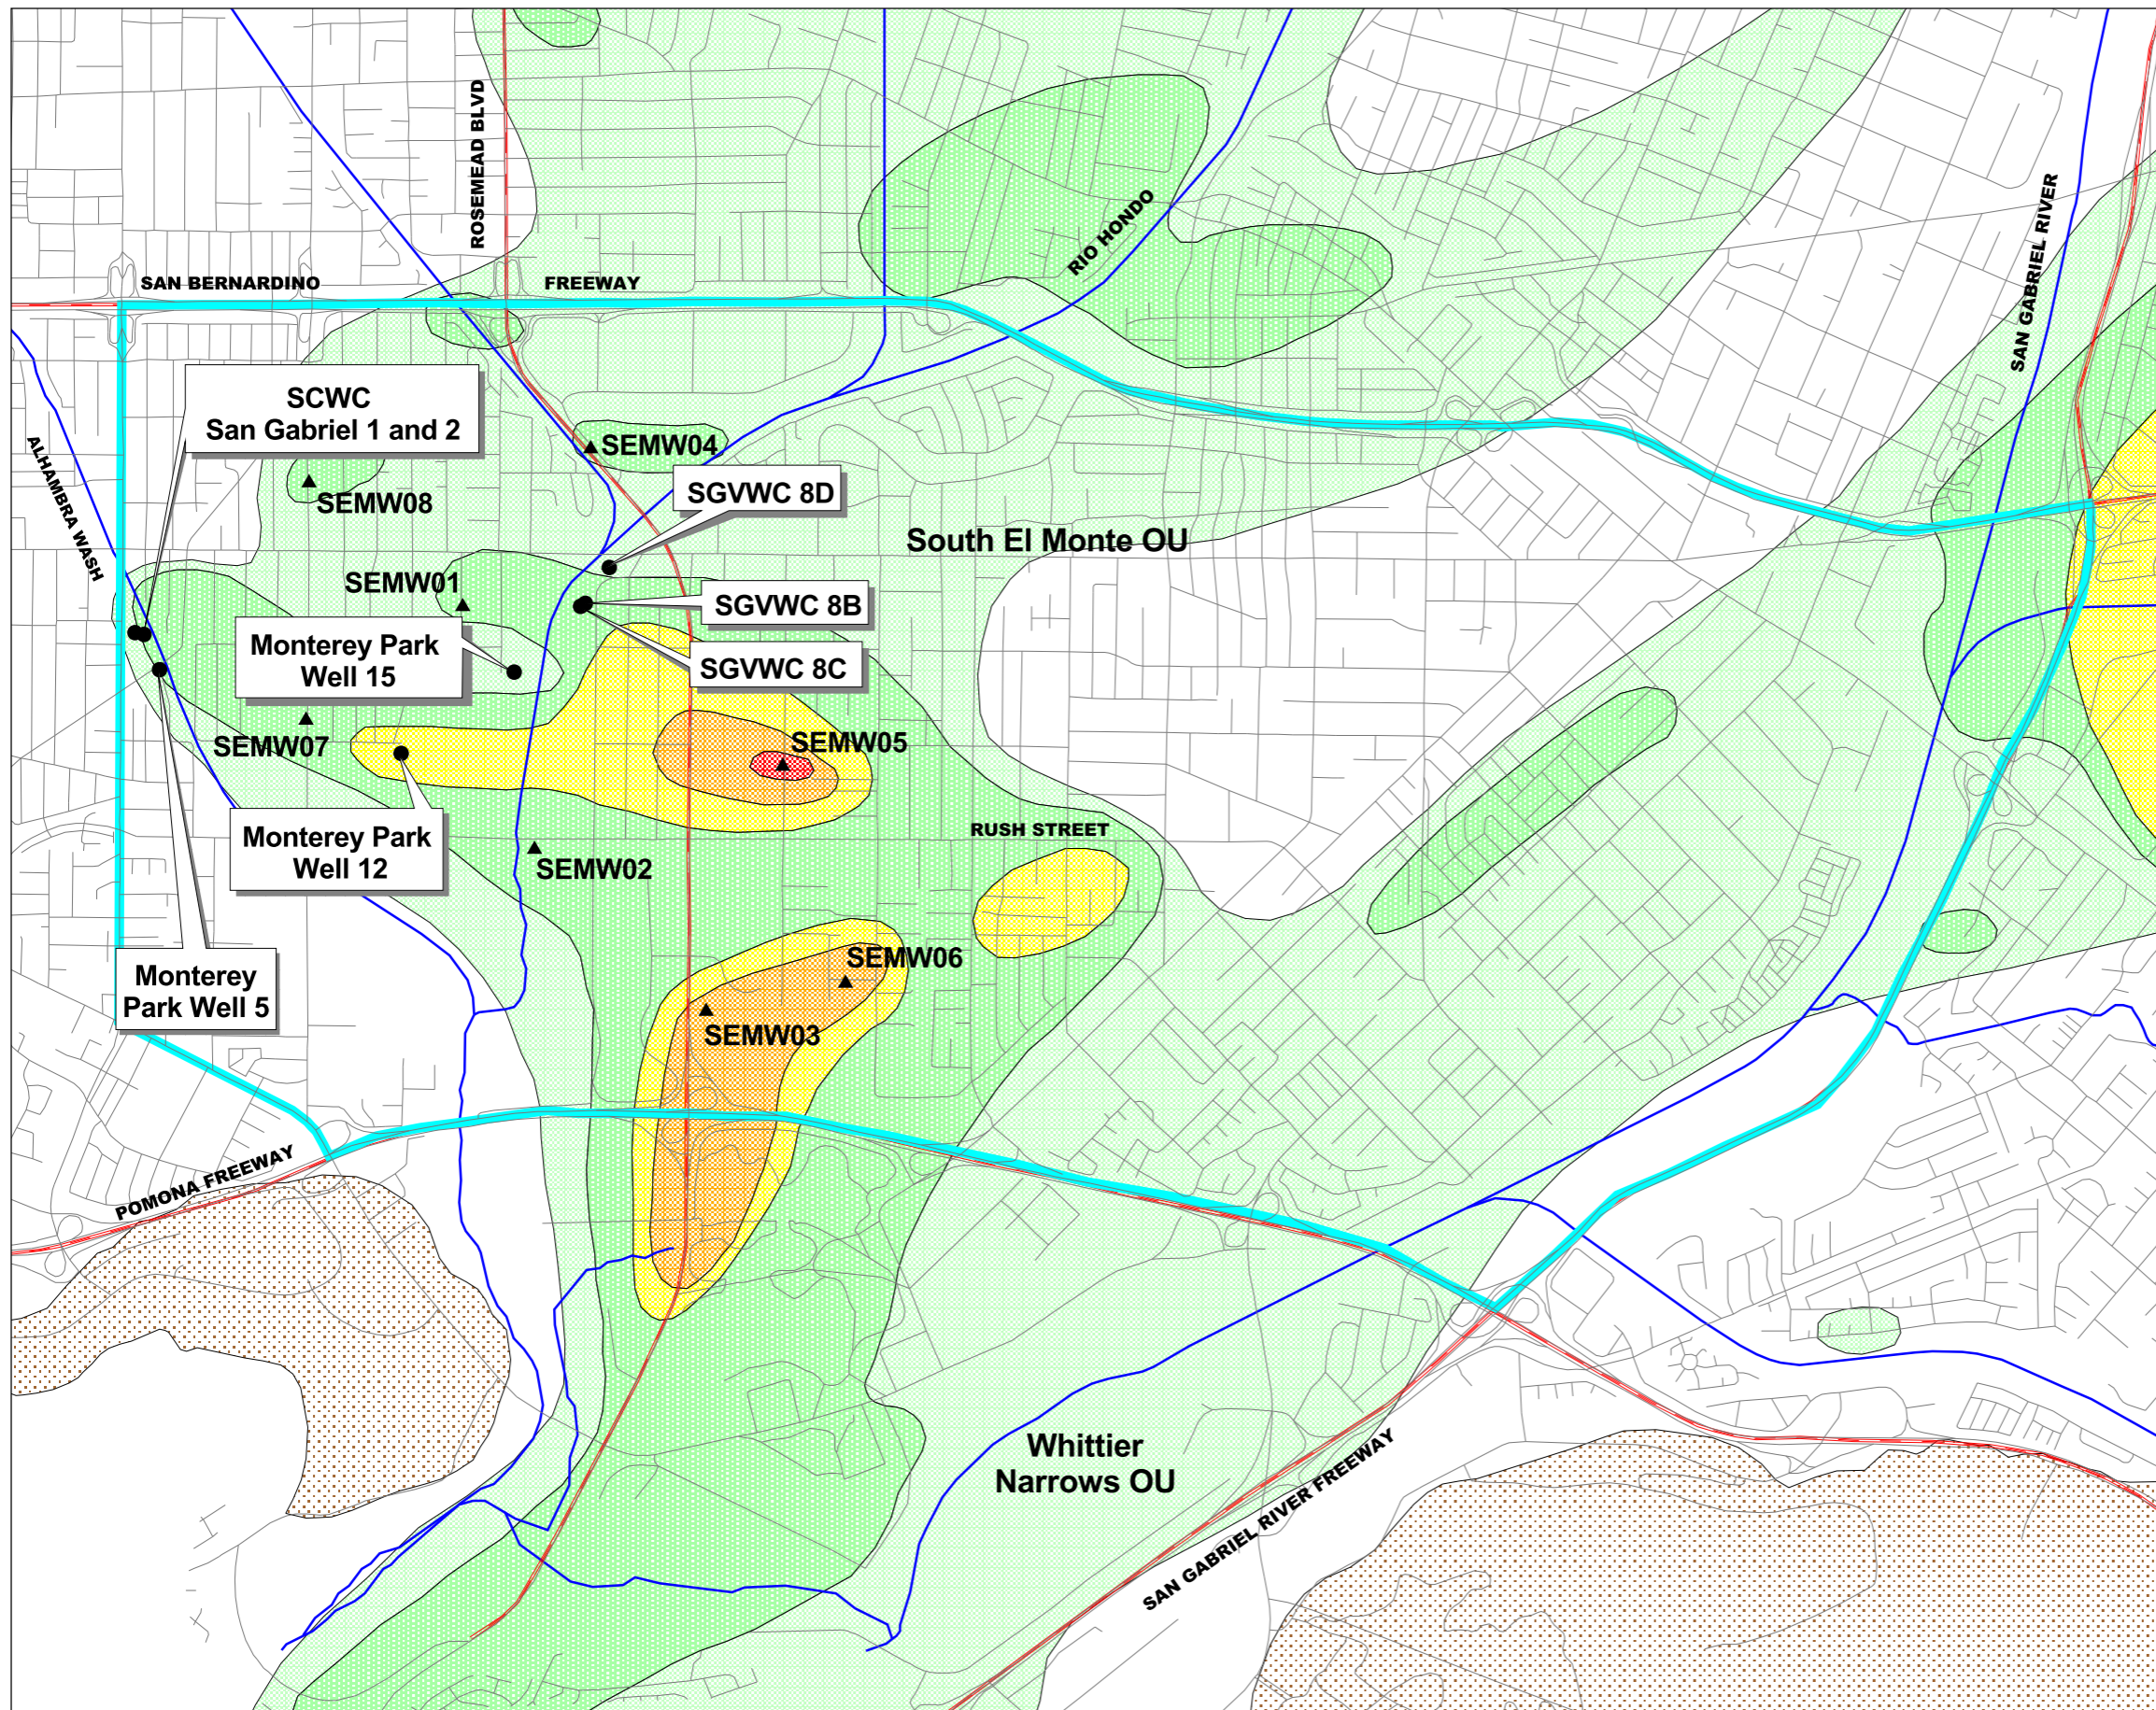 ROSEMEAD BLVD
RIO HONDO
SAN GABRIEL RIVER
SAN BERNARDINO
FREEWAY
SCWC
San Gabriel 1 and 2
ALHAMBRA WASH
SEMW04
SEMW08
SGVWC 8D
South El Monte OU
SEMW01
SGVWC 8B
Monterey Park
Well 15
SGVWC 8C
SEMW07
SEMW05
Monterey Park
Well 12
RUSH STREET
SEMW02
SEMW06
Monterey
Park Well 5
SEMW03
POMONA FREEWAY
Whittier
Narrows OU
SAN GABRIEL RIVER FREEWAY